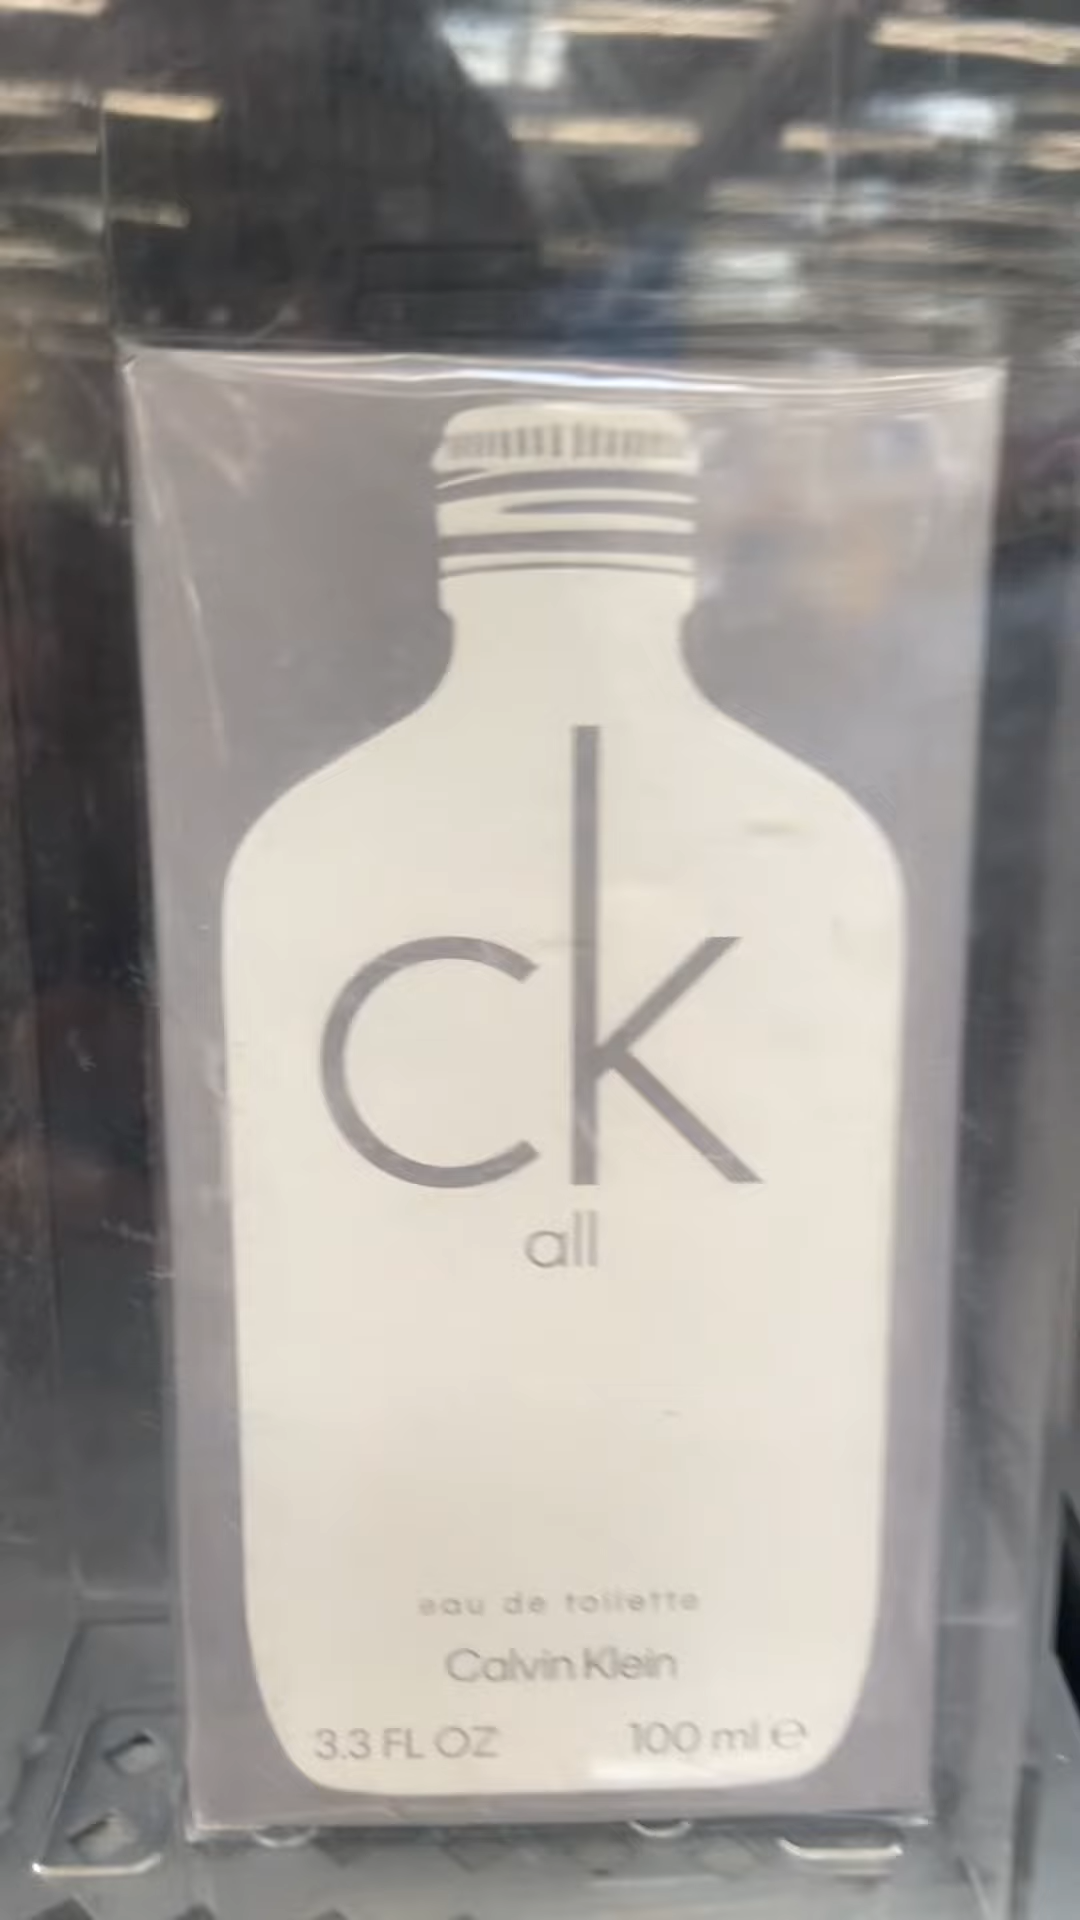 ck
all
eau de toilette
Calvin Klein
3.3 FL OZ 100 ml ℮